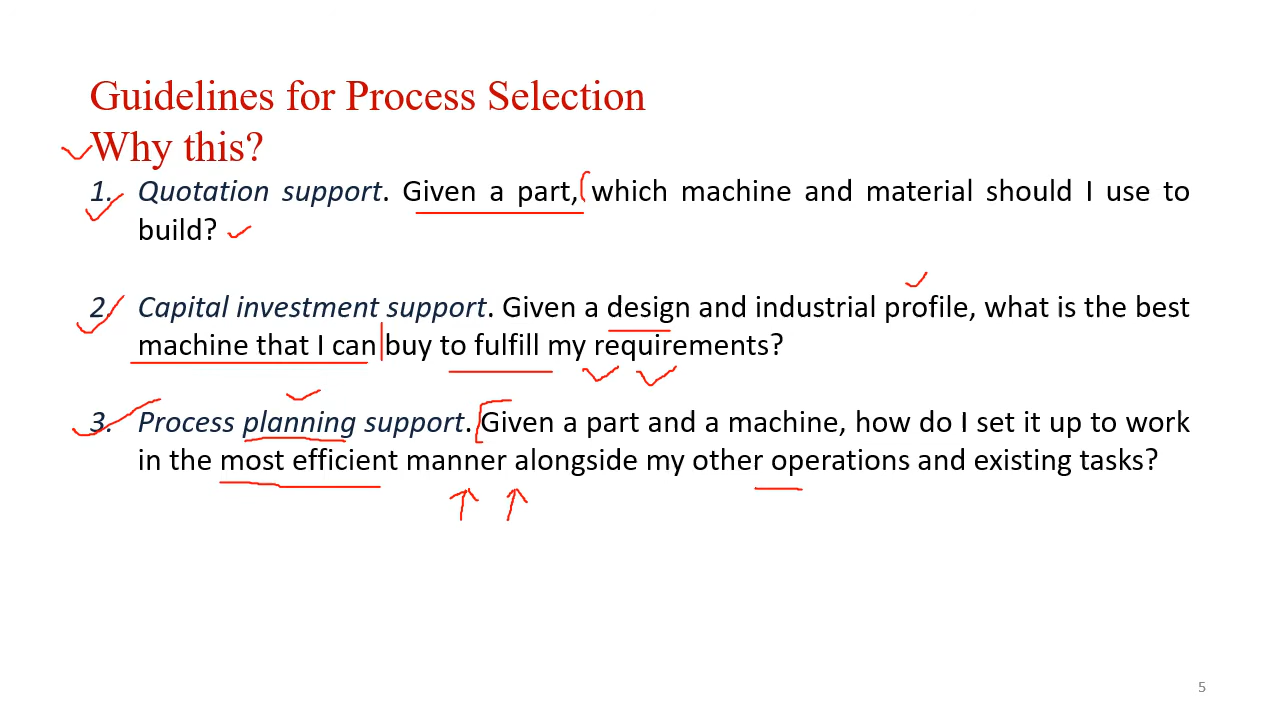 Guidelines for Process Selection
Why this?
1. Quotation support. Given a part, which machine and material should I use to
build?
2. Capital investment support. Given a design and industrial profile, what is the best
machine that I can buy to fulfill my requirements?
3. Process planning support. Given a part and a machine, how do I set it up to work
in the most efficient manner alongside my other operations and existing tasks?
5